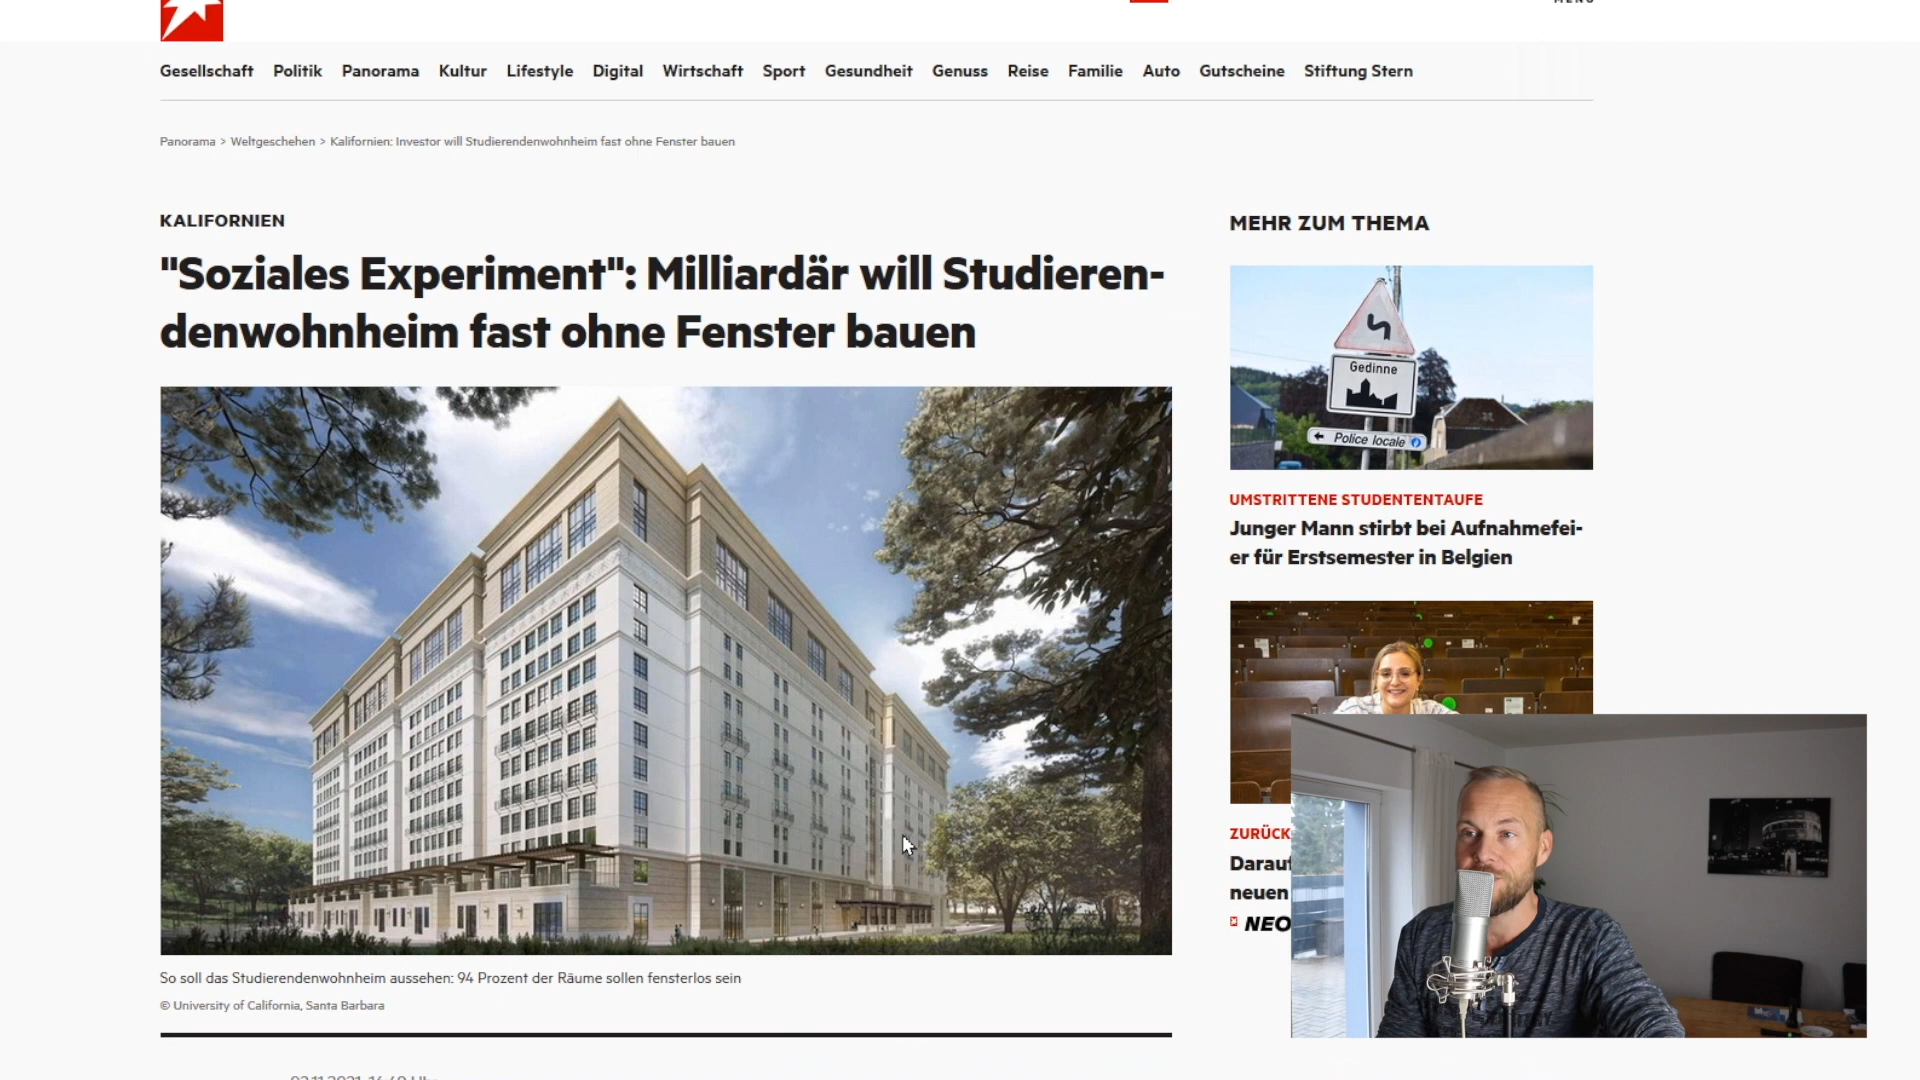 Gesellschaft Politik Panorama Kultur Lifestyle Digital Wirtschaft Sport Gesundheit Genuss Reise Familie Auto Gutscheine Stiftung Stern
Panorama > Weltgeschehen > Kalifornien: Investor will Studierendenwohnheim fast ohne Fenster bauen
KALIFORNIEN
"Soziales Experiment": Milliardär will Studieren-
denwohnheim fast ohne Fenster bauen
So soll das Studierendenwohnheim aussehen: 94 Prozent der Räume sollen fensterlos sein
© University of California, Santa Barbara
MEHR ZUM THEMA
Gedinne
Police locale
UMSTRITTENE STUDENTENTAUFE
Junger Mann stirbt bei Aufnahmefei-
er für Erstsemester in Belgien
ZURÜCK
Darauf
neuen
NEO